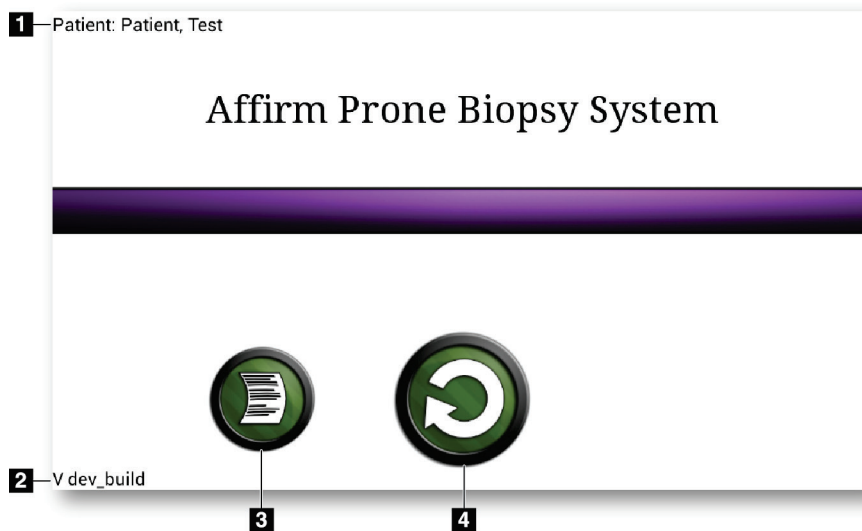 1 Patient: Patient, Test
Affirm Prone Biopsy System
2 V dev_build
3 4